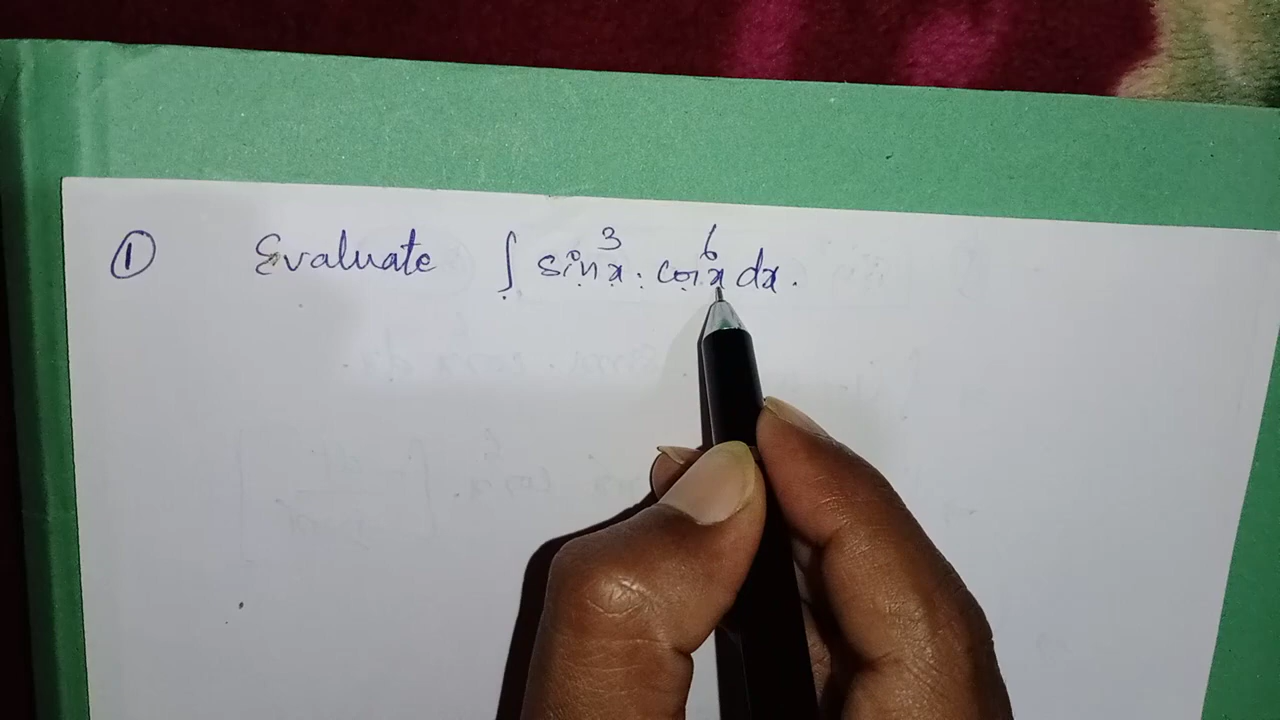 ① Evaluate ∫ sin³x · cos⁶x dx.